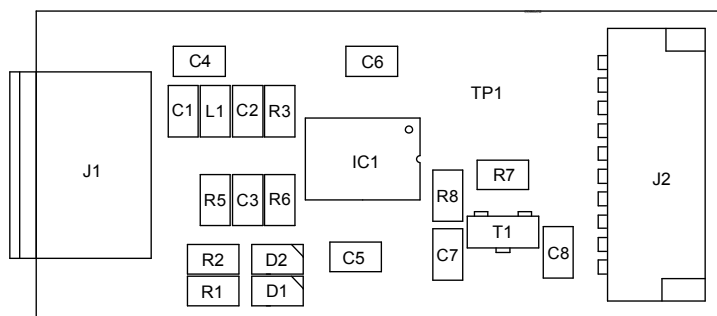 C4
C6
TP1
C1 L1 C2 R3
IC1
J1
R7
J2
R5 C3 R6
R8
T1
C7
C8
R2 D2
C5
R1 D1